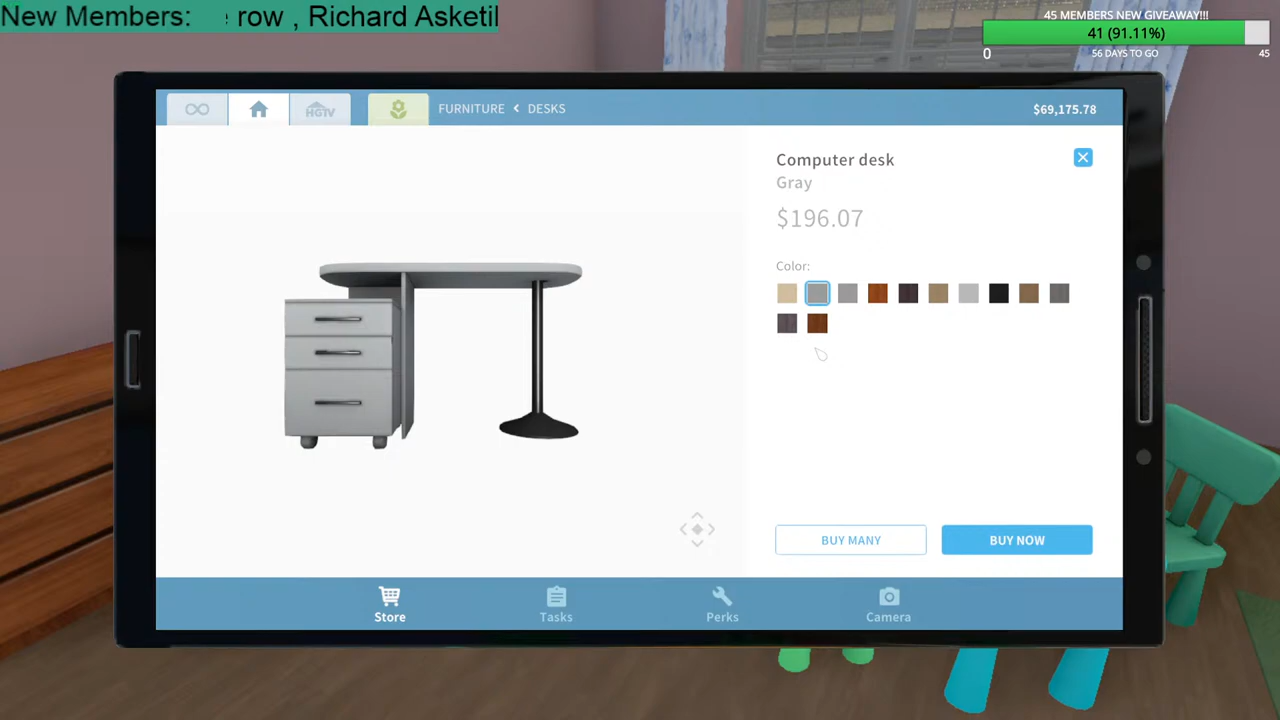 New Members: e row , Richard Asketil
45 MEMBERS NEW GIVEAWAY!!!
41 (91.11%)
0
56 DAYS TO GO
45
HGTV
FURNITURE < DESKS
$69,175.78
Computer desk
Gray
$196.07
Color:
BUY MANY
BUY NOW
Store
Tasks
Perks
Camera